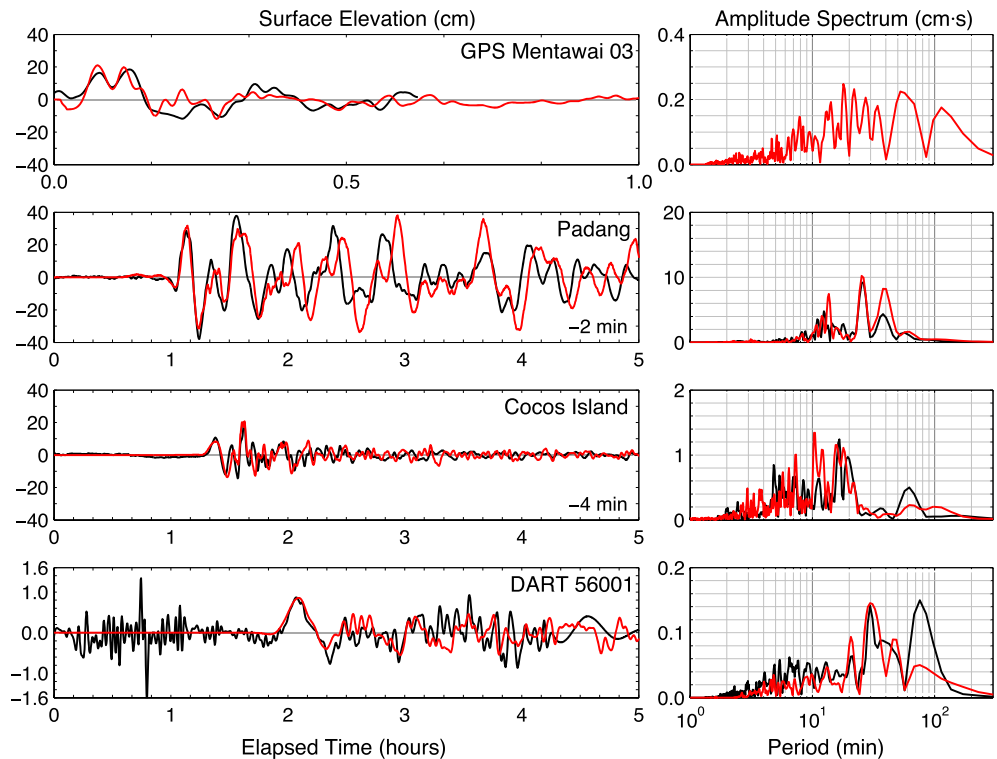 Surface Elevation (cm) Amplitude Spectrum (cm·s)
40 20 0 −20 −40
GPS Mentawai 03
0.0 0.5 1.0
0.4 0.2 0.0
40 20 0 −20 −40
Padang
−2 min
0 1 2 3 4 5
20 10 0
40 20 0 −20 −40
Cocos Island
−4 min
0 1 2 3 4 5
2 1 0
1.6 1.0 0.0 −1.0 −1.6
DART 56001
0 1 2 3 4 5
0.2 0.1 0.0
10⁰ 10¹ 10²
Elapsed Time (hours) Period (min)